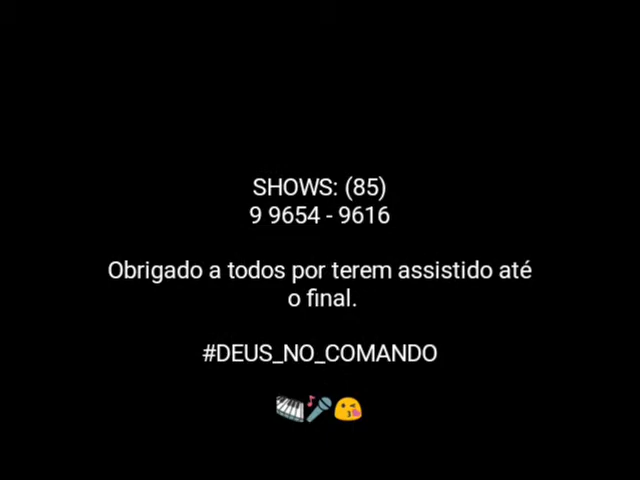 SHOWS: (85)
9 9654 - 9616
Obrigado a todos por terem assistido até
o final.
#DEUS_NO_COMANDO
🎹🎤😘